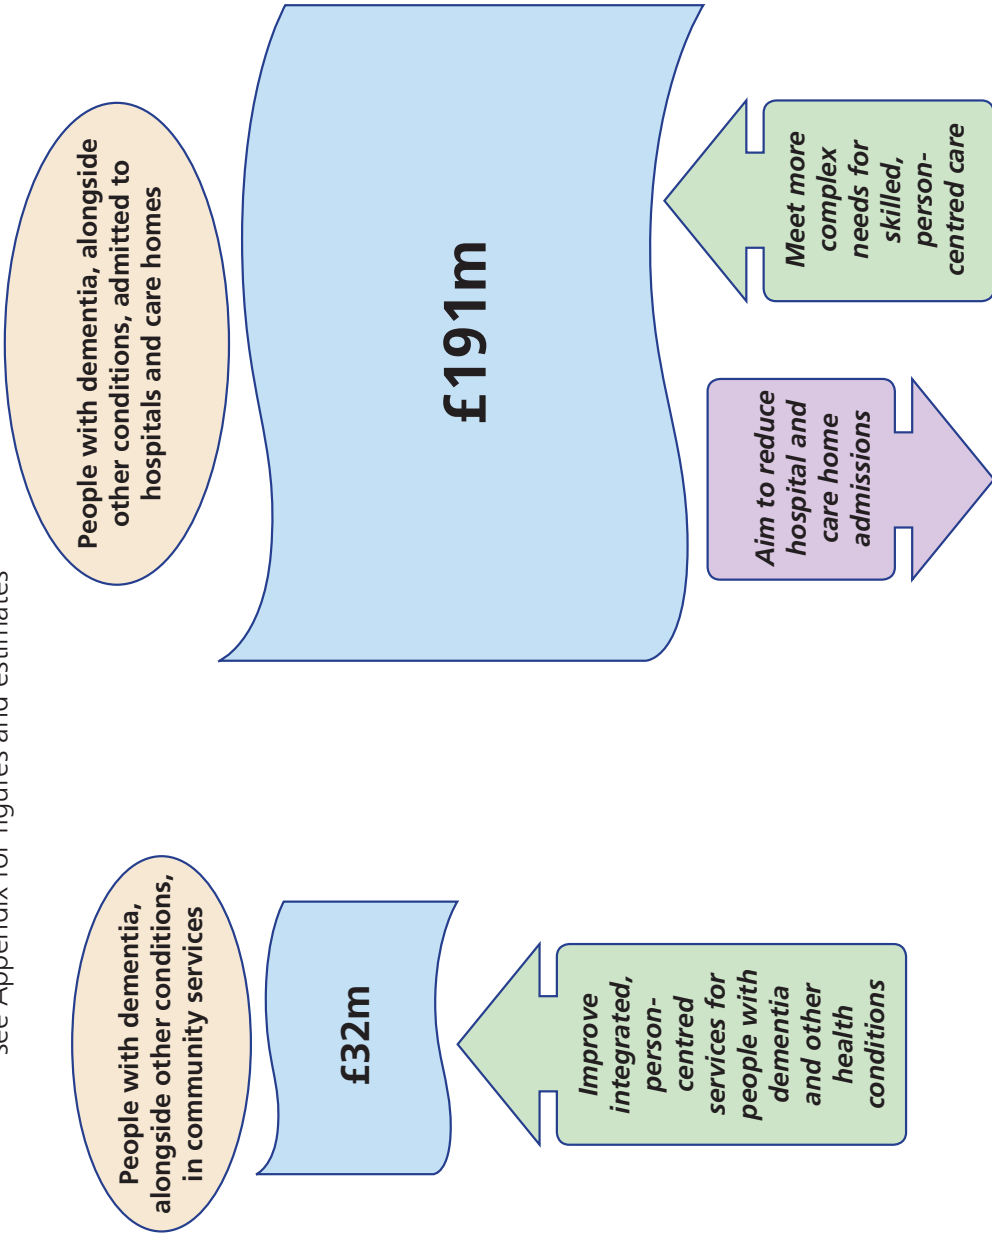 see Appendix for figures and estimates
People with dementia,
alongside other conditions,
in community services
£32m
Improve
integrated,
person-
centred
services for
people with
dementia
and other
health
conditions
People with dementia, alongside
other conditions, admitted to
hospitals and care homes
£191m
Aim to reduce
hospital and
care home
admissions
Meet more
complex
needs for
skilled,
person-
centred care